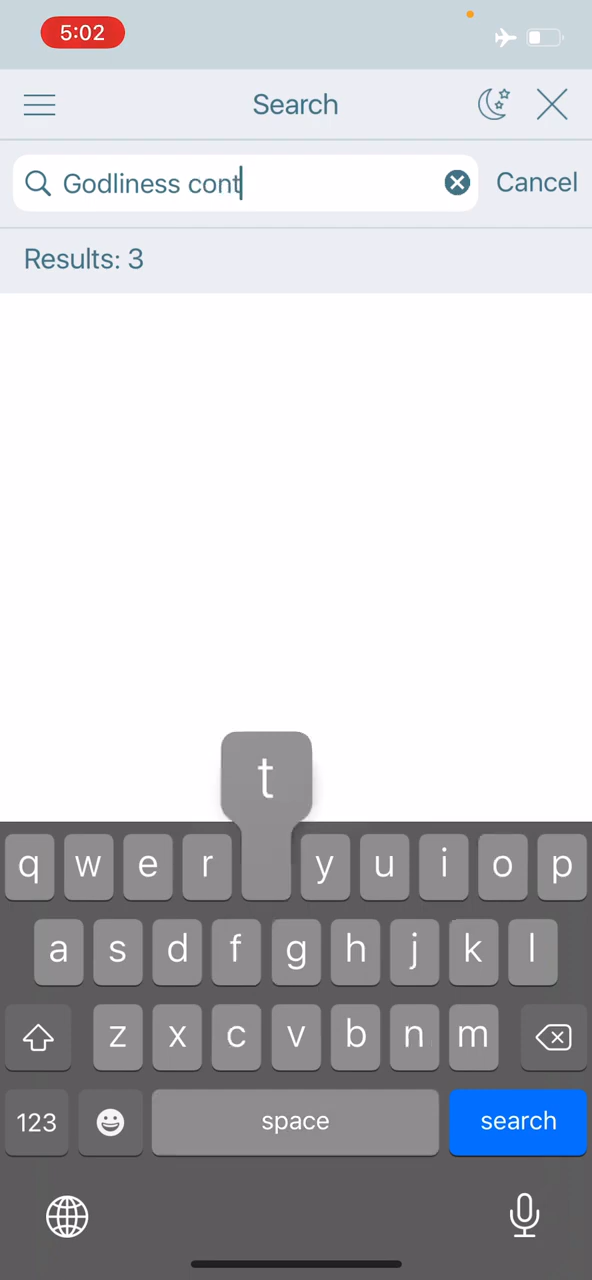 5:02
Search
Godliness cont
Cancel
Results: 3
t
q w e r y u i o p
a s d f g h j k l
z x c v b n m
123 space search